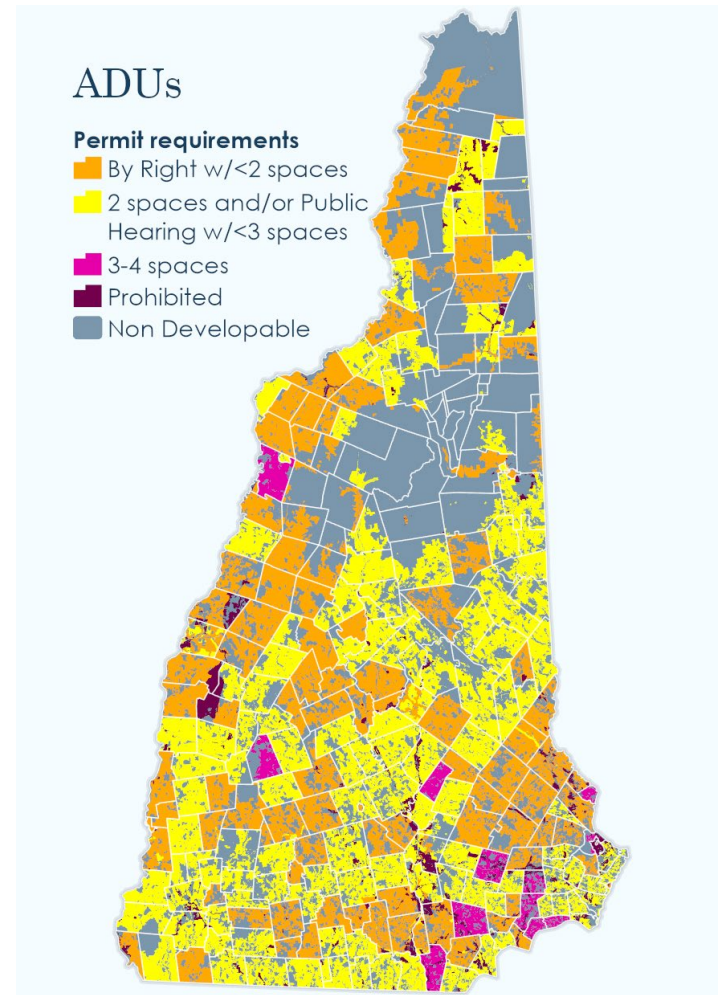 ADUs
Permit requirements
By Right w/<2 spaces
2 spaces and/or Public
Hearing w/<3 spaces
3-4 spaces
Prohibited
Non Developable